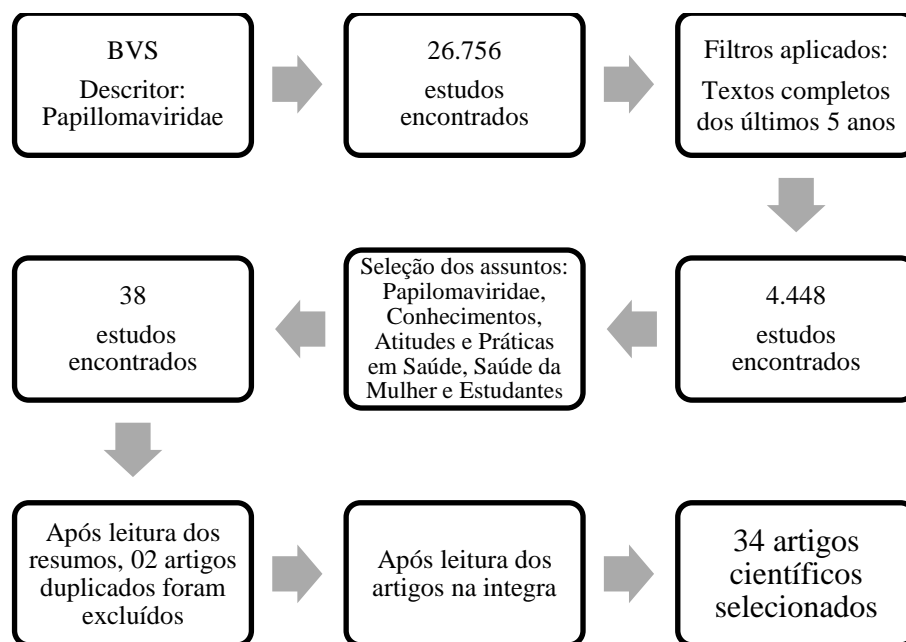 BVS
Descritor:
Papillomaviridae
26.756
estudos
encontrados
Filtros aplicados:
Textos completos
dos últimos 5 anos
4.448
estudos
encontrados
Seleção dos assuntos:
Papilomaviridae,
Conhecimentos,
Atitudes e Práticas
em Saúde, Saúde da
Mulher e Estudantes
38
estudos
encontrados
Após leitura dos
resumos, 02 artigos
duplicados foram
excluídos
Após leitura dos
artigos na integra
34 artigos
científicos
selecionados